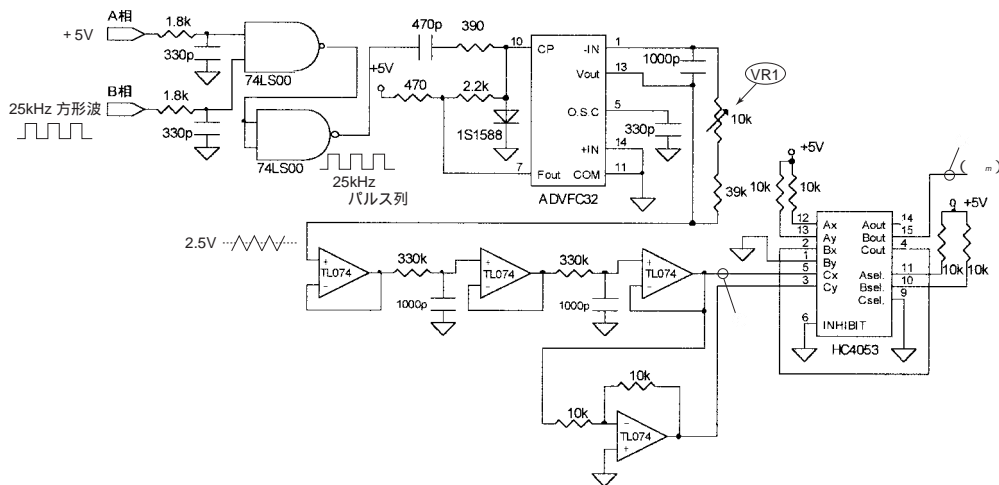 A相
1.8k
+5V
330p
74LS00
B相
1.8k
25kHz 方形波
330p
74LS00
25kHz
パルス列
470p
390
+5V
470
2.2k
1S1588
10
CP
-IN
1
Vout
13
O.S.C
5
+IN
14
7
Fout
COM
11
ADVFC32
1000p
330p
VR1
10k
39k
2.5V
TL074
330k
1000p
TL074
330k
1000p
TL074
10k
10k
TL074
+5V
10k
10k
12
Ax
13
Ay
2
Bx
1
By
5
Cx
3
Cy
6
INHIBIT
Aout
14
Bout
15
Cout
4
Asel.
11
Bsel.
10
Csel.
9
HC4053
( m)
+5V
10k
10k